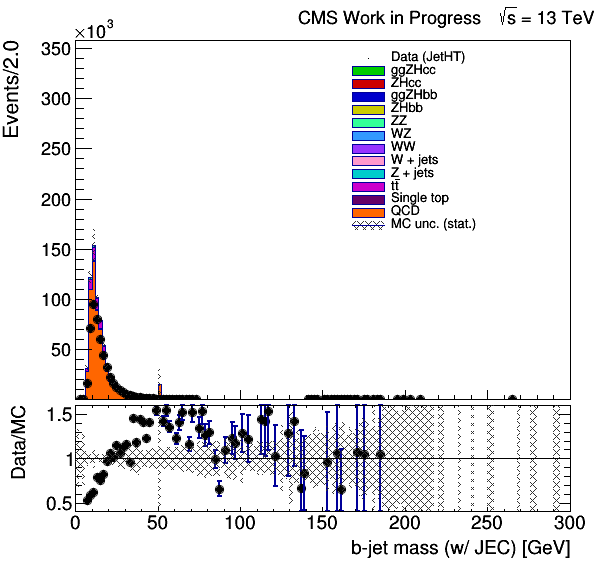 CMS Work in Progress √s = 13 TeV
×10³
Events/2.0
350
300
250
200
150
100
50
Data (JetHT)
ggZHcc
ZHcc
ggZHbb
ZHbb
ZZ
WZ
WW
W + jets
Z + jets
tt̄
Single top
QCD
MC unc. (stat.)
Data/MC
1.5
1
0.5
0 50 100 150 200 250 300
b-jet mass (w/ JEC) [GeV]